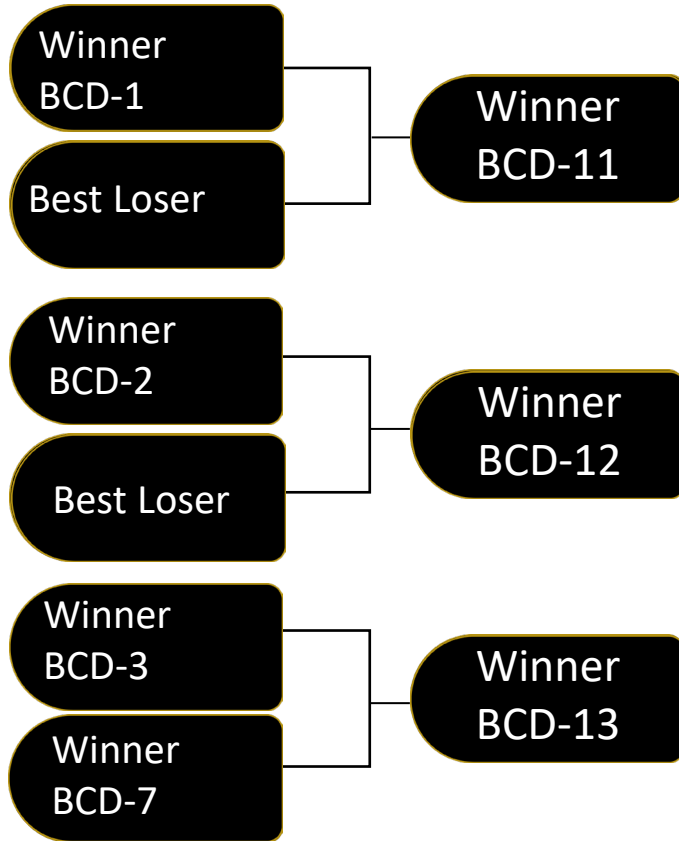 Winner
BCD-1
Best Loser
Winner
BCD-11
Winner
BCD-2
Best Loser
Winner
BCD-12
Winner
BCD-3
Winner
BCD-7
Winner
BCD-13